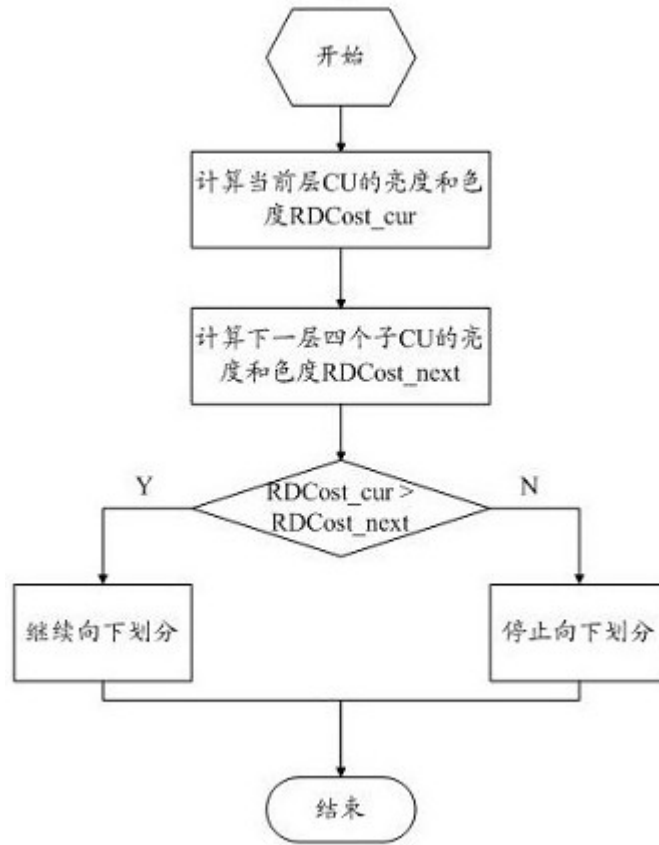 开始
计算当前层CU的亮度和色
度RDCost_cur
计算下一层四个子CU的亮
度和色度RDCost_next
RDCost_cur >
RDCost_next
Y
N
继续向下划分
停止向下划分
结束